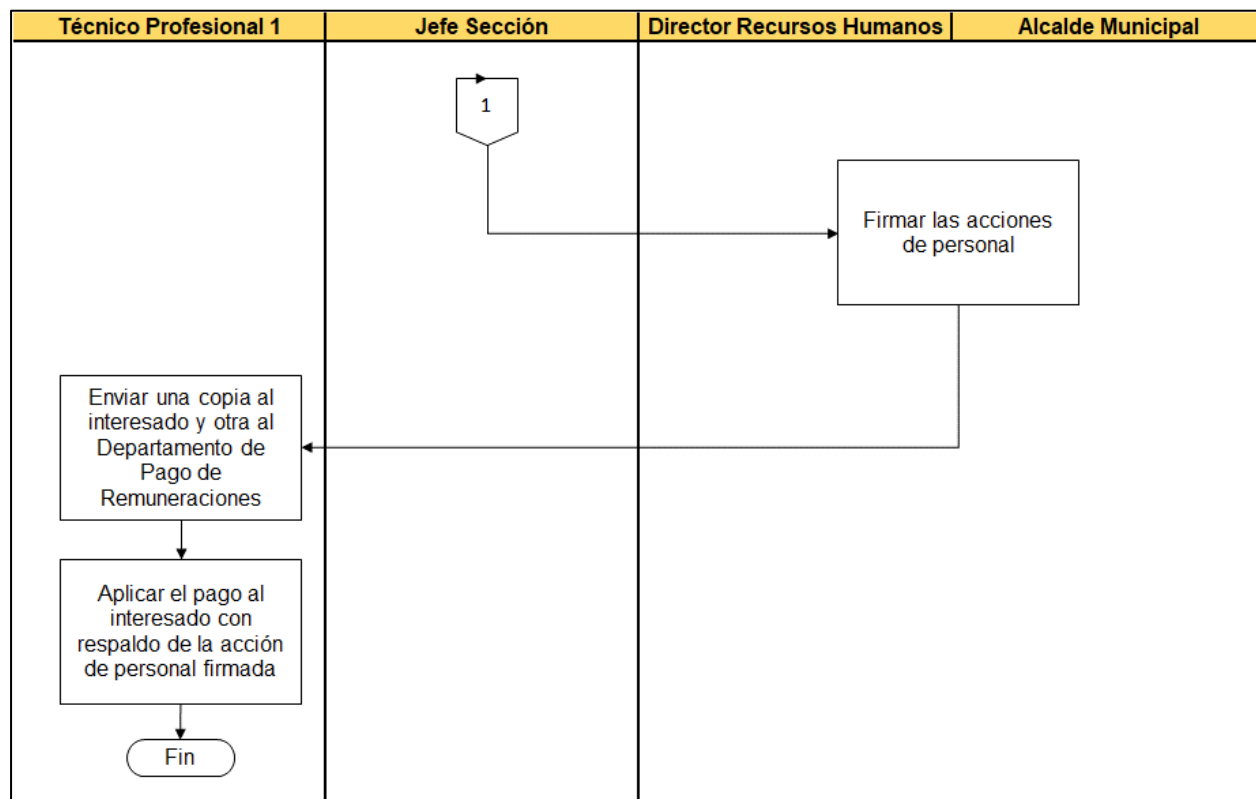 Técnico Profesional 1
Jefe Sección
Director Recursos Humanos
Alcalde Municipal
1
Firmar las acciones
de personal
Enviar una copia al
interesado y otra al
Departamento de
Pago de
Remuneraciones
Aplicar el pago al
interesado con
respaldo de la acción
de personal firmada
Fin